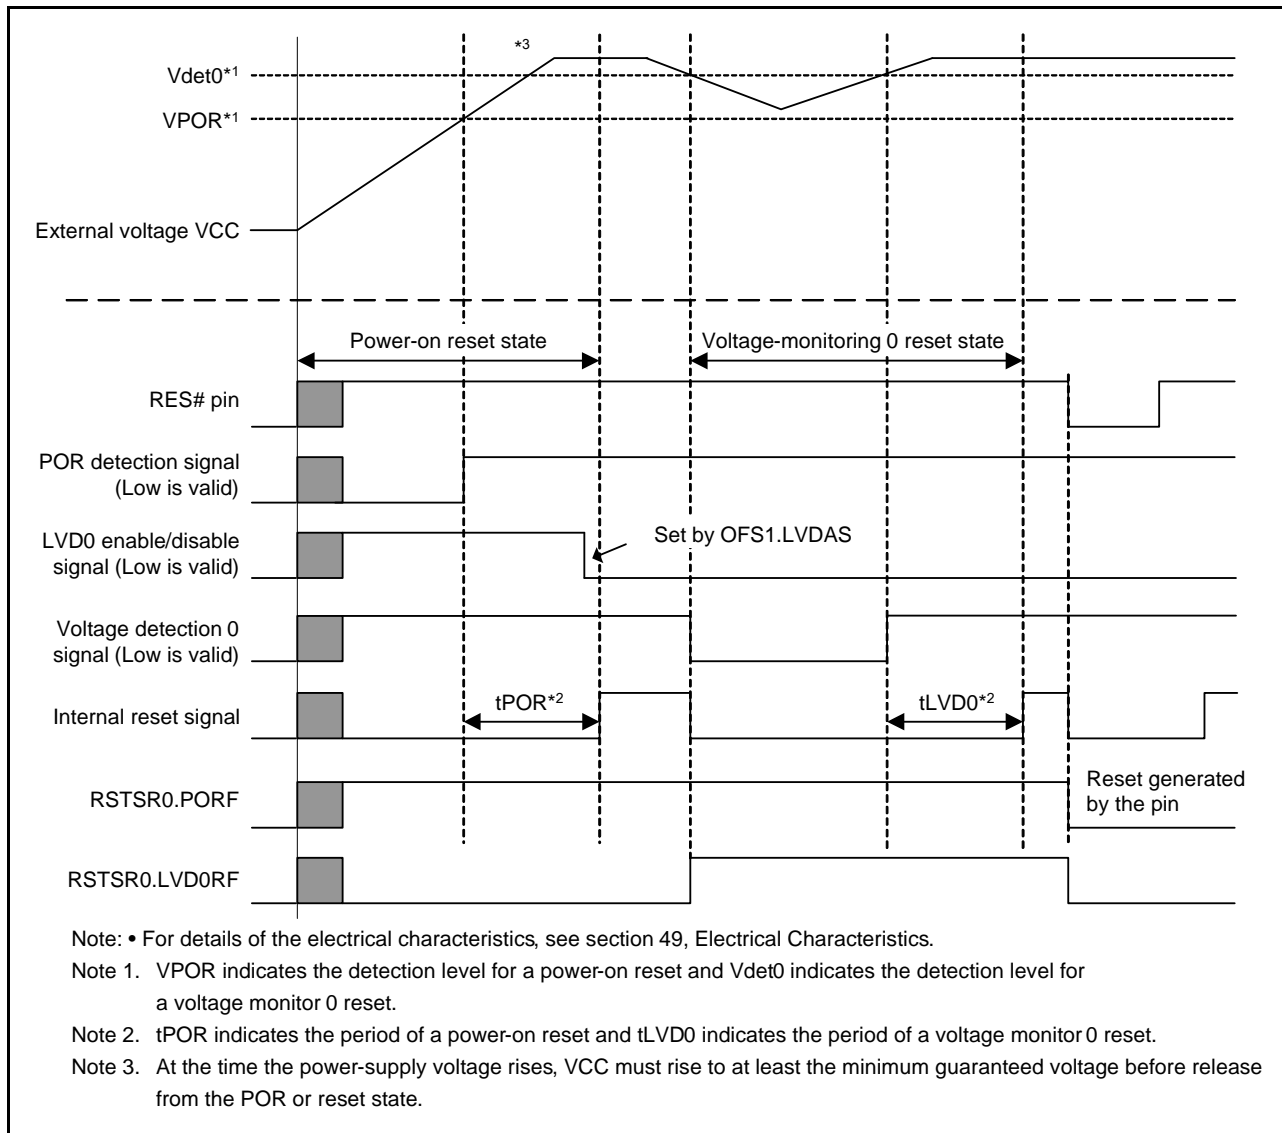 *3
Vdet0*1
VPOR*1
External voltage VCC
Power-on reset state
Voltage-monitoring 0 reset state
RES# pin
POR detection signal
(Low is valid)
LVD0 enable/disable
signal (Low is valid)
Set by OFS1.LVDAS
Voltage detection 0
signal (Low is valid)
Internal reset signal
tPOR*2
tLVD0*2
RSTSR0.PORF
Reset generated
by the pin
RSTSR0.LVD0RF
Note: • For details of the electrical characteristics, see section 49, Electrical Characteristics.
Note 1. VPOR indicates the detection level for a power-on reset and Vdet0 indicates the detection level for
a voltage monitor 0 reset.
Note 2. tPOR indicates the period of a power-on reset and tLVD0 indicates the period of a voltage monitor 0 reset.
Note 3. At the time the power-supply voltage rises, VCC must rise to at least the minimum guaranteed voltage before release
from the POR or reset state.